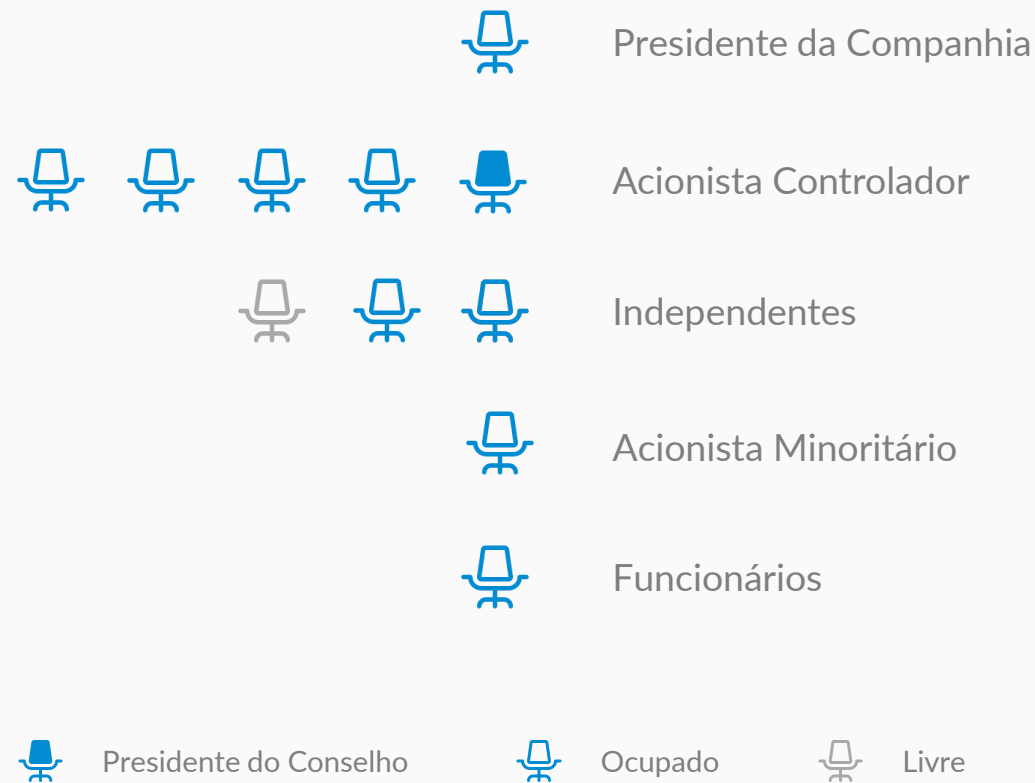 Presidente da Companhia
Acionista Controlador
Independentes
Acionista Minoritário
Funcionários
Presidente do Conselho
Ocupado
Livre